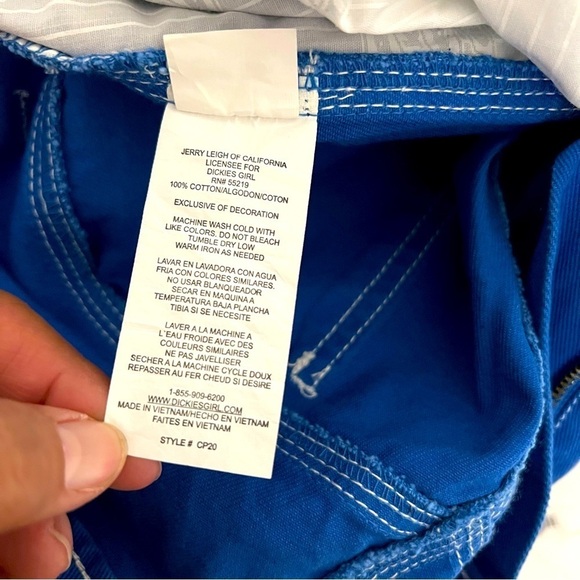 JERRY LEIGH OF CALIFORNIA
LICENSEE FOR
DICKIES GIRL
RN# 55219
100% COTTON/ALGODON/COTON
EXCLUSIVE OF DECORATION
MACHINE WASH COLD WITH
LIKE COLORS. DO NOT BLEACH
TUMBLE DRY LOW
WARM IRON AS NEEDED
LAVAR EN LAVADORA CON AGUA
FRIA CON COLORES SIMILARES.
NO USAR BLANQUEADOR
SECAR EN MAQUINA A
TEMPERATURA BAJA PLANCHA
TIBIA SI SE NECESITE
LAVER A LA MACHINE A
L'EAU FROIDE AVEC DES
COULEURS SIMILAIRES
NE PAS JAVELLISER
SECHER A LA MACHINE CYCLE DOUX
REPASSER AU FER CHEUD SI DESIRE
1-855-909-6200
WWW.DICKIESGIRL.COM
MADE IN VIETNAM/HECHO EN VIETNAM
FAITES EN VIETNAM
STYLE # CP20